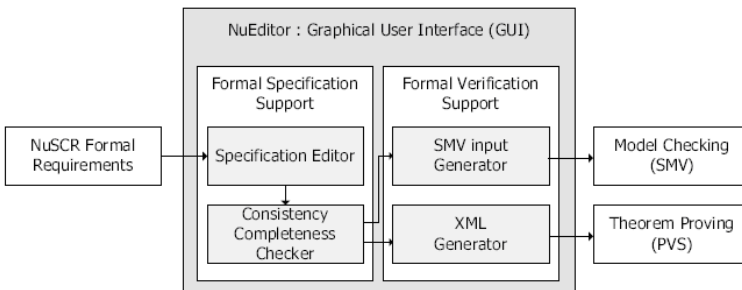 NuEditor : Graphical User Interface (GUI)
Formal Specification
Support
Formal Verification
Support
NuSCR Formal
Requirements
Specification Editor
SMV input
Generator
Model Checking
(SMV)
Consistency
Completeness
Checker
XML
Generator
Theorem Proving
(PVS)